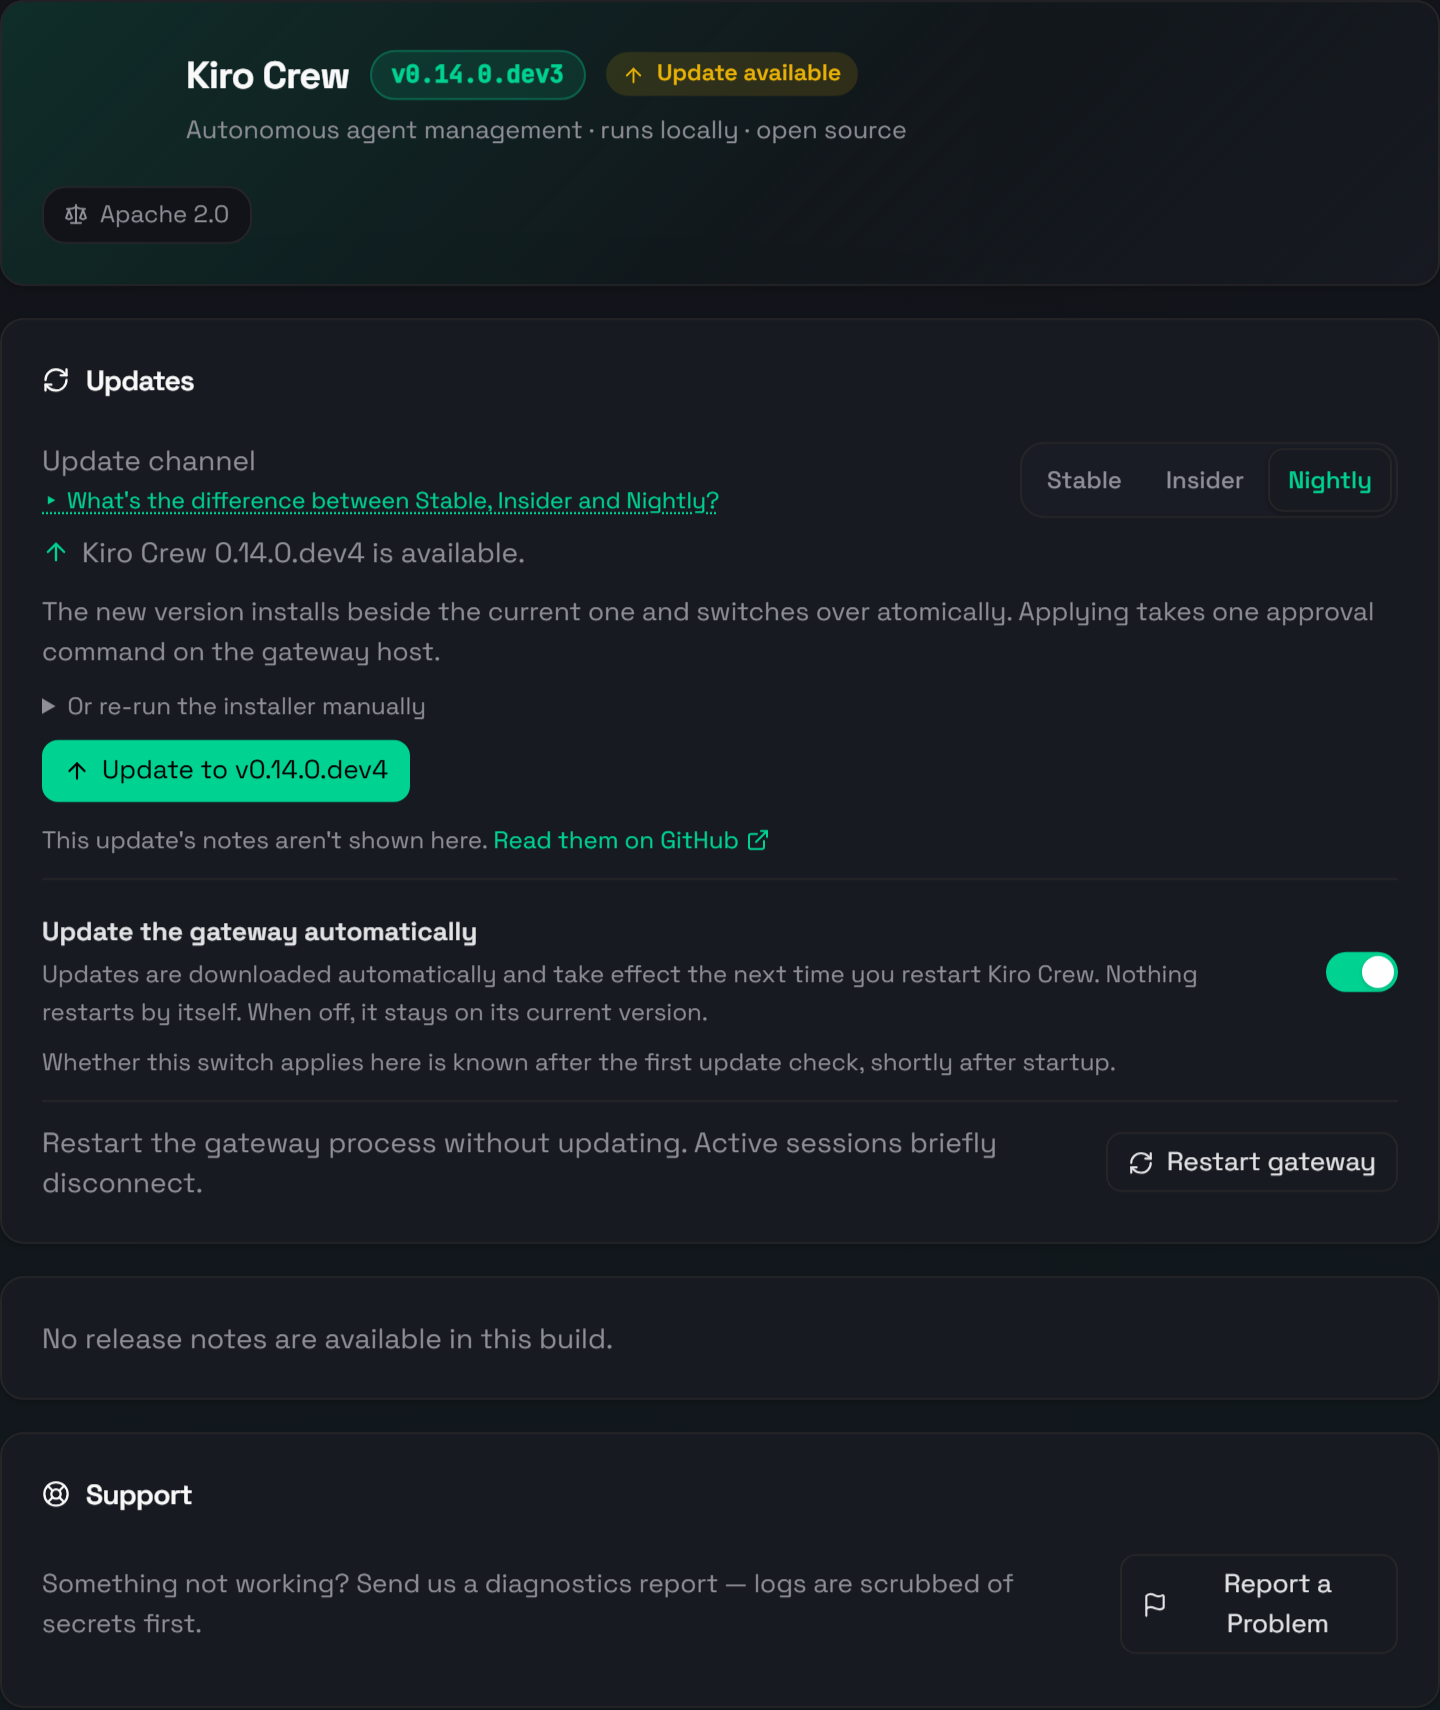 Kiro Crew
v0.14.0.dev3
Update available
Autonomous agent management · runs locally · open source
Apache 2.0
Updates
Update channel
What's the difference between Stable, Insider and Nightly?
Stable
Insider
Nightly
Kiro Crew 0.14.0.dev4 is available.
The new version installs beside the current one and switches over atomically. Applying takes one approval
command on the gateway host.
Or re-run the installer manually
Update to v0.14.0.dev4
This update's notes aren't shown here. Read them on GitHub
Update the gateway automatically
Updates are downloaded automatically and take effect the next time you restart Kiro Crew. Nothing
restarts by itself. When off, it stays on its current version.
Whether this switch applies here is known after the first update check, shortly after startup.
Restart the gateway process without updating. Active sessions briefly
disconnect.
Restart gateway
No release notes are available in this build.
Support
Something not working? Send us a diagnostics report — logs are scrubbed of
secrets first.
Report a
Problem